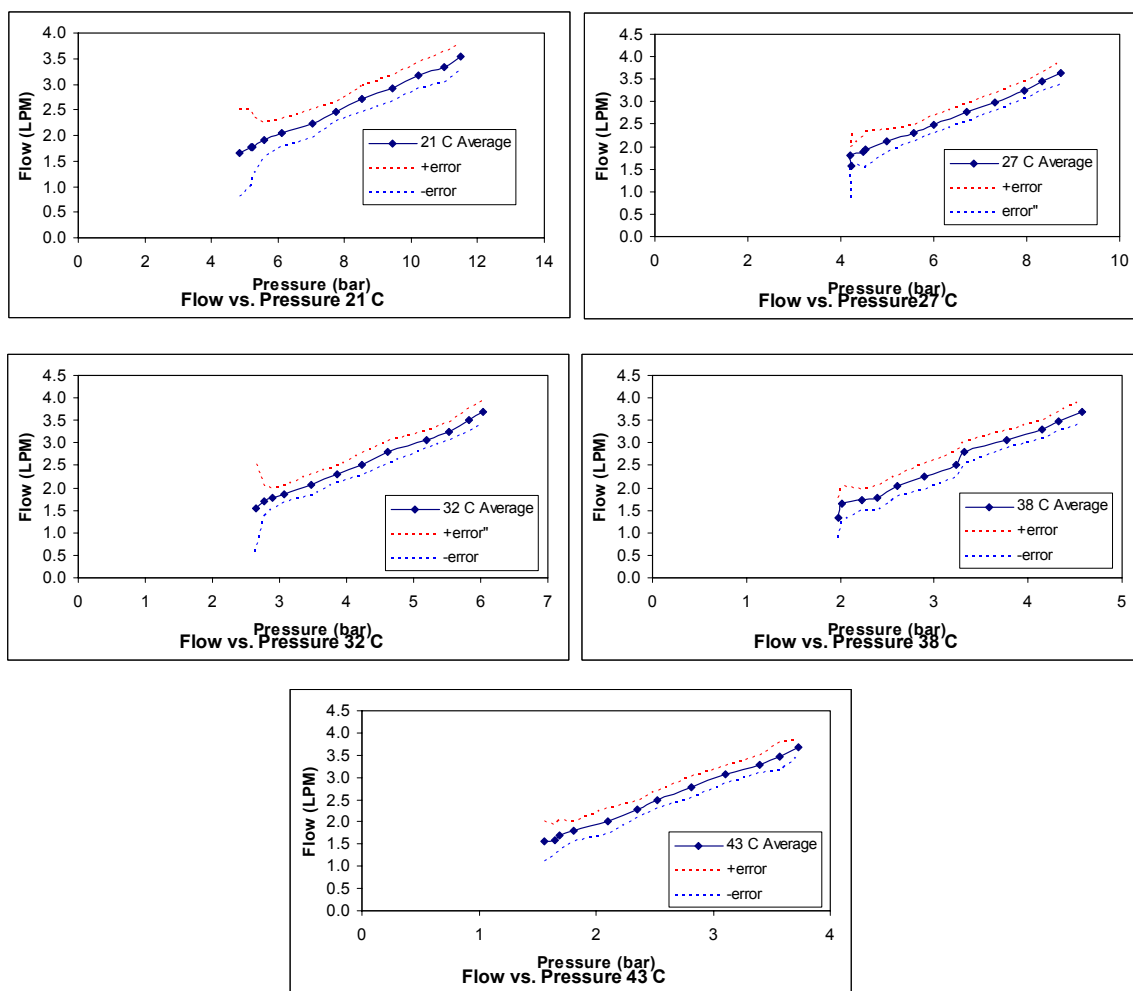 Flow (LPM)
4.0
3.5
3.0
2.5
2.0
1.5
1.0
0.5
0.0
21 C Average
+error
-error
0 2 4 6 8 10 12 14
Pressure (bar)
Flow vs. Pressure 21 C
Flow (LPM)
4.5
4.0
3.5
3.0
2.5
2.0
1.5
1.0
0.5
0.0
27 C Average
+error
error"
0 2 4 6 8 10
Pressure (bar)
Flow vs. Pressure27 C
Flow (LPM)
4.5
4.0
3.5
3.0
2.5
2.0
1.5
1.0
0.5
0.0
32 C Average
+error"
-error
0 1 2 3 4 5 6 7
Pressure (bar)
Flow vs. Pressure 32 C
Flow (LPM)
4.5
4.0
3.5
3.0
2.5
2.0
1.5
1.0
0.5
0.0
38 C Average
+error
-error
0 1 2 3 4 5
Pressure (bar)
Flow vs. Pressure 38 C
Flow (LPM)
4.5
4.0
3.5
3.0
2.5
2.0
1.5
1.0
0.5
0.0
43 C Average
+error
-error
0 1 2 3 4
Pressure (bar)
Flow vs. Pressure 43 C